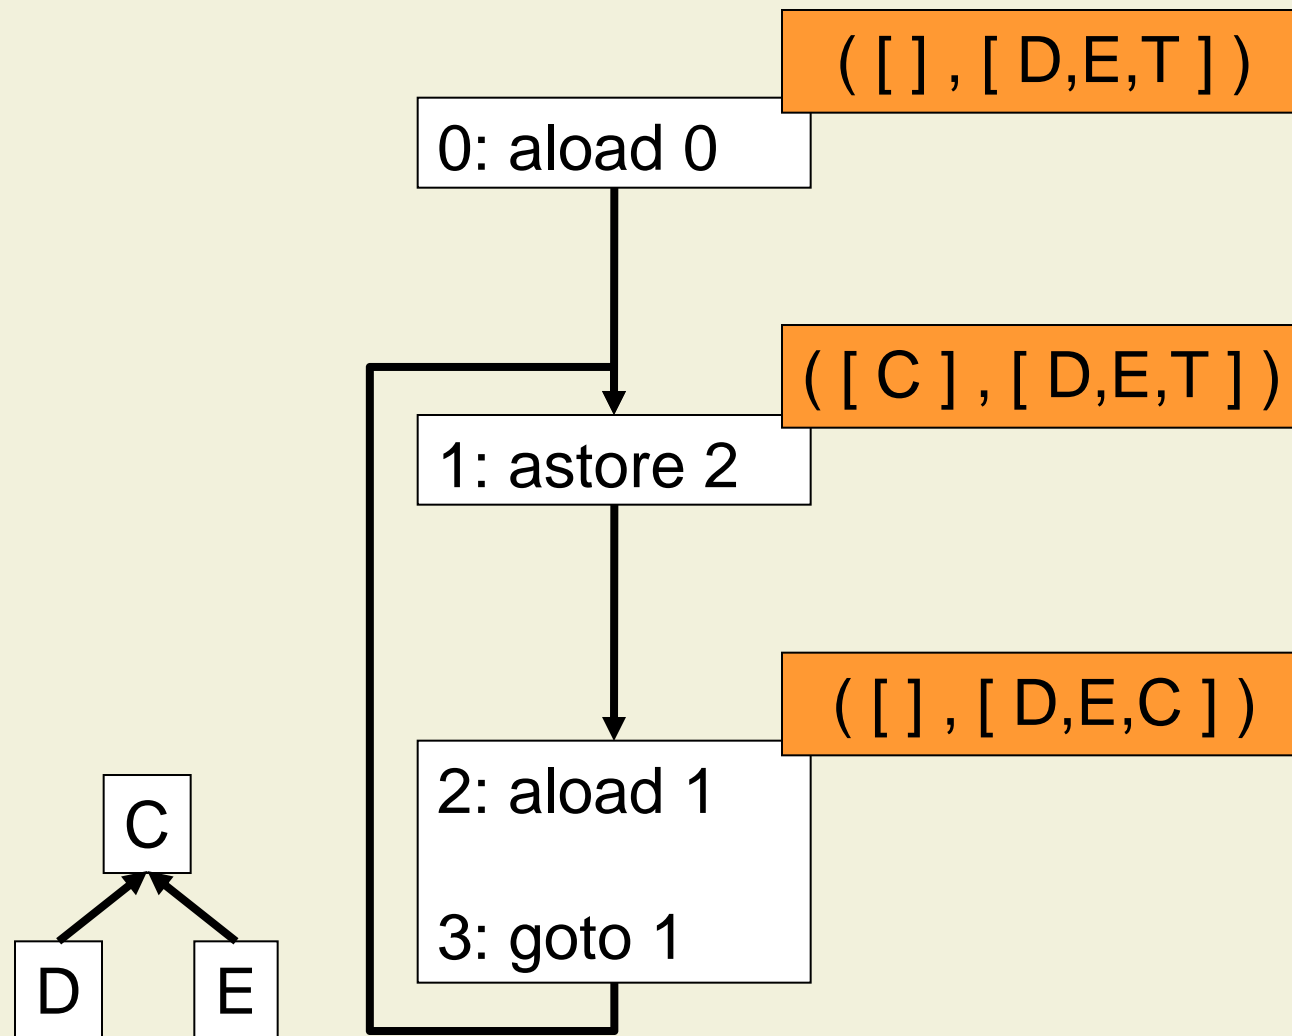 ( [ ] , [ D,E,T ] )
0: aload 0
( [ C ] , [ D,E,T ] )
1: astore 2
( [ ] , [ D,E,C ] )
2: aload 1
3: goto 1
C
D
E